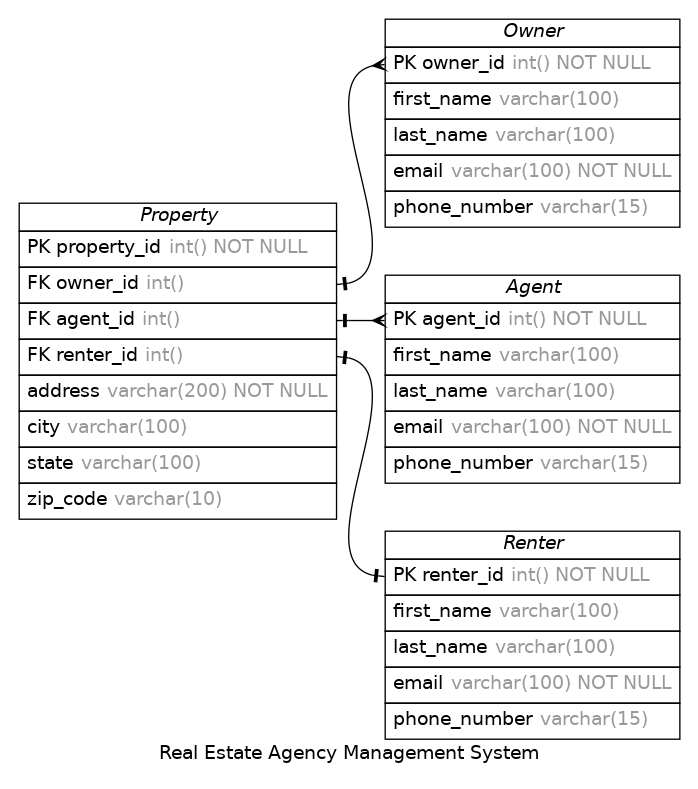 Owner
PK owner_id int() NOT NULL
first_name varchar(100)
last_name varchar(100)
email varchar(100) NOT NULL
phone_number varchar(15)
Property
PK property_id int() NOT NULL
FK owner_id int()
FK agent_id int()
FK renter_id int()
address varchar(200) NOT NULL
city varchar(100)
state varchar(100)
zip_code varchar(10)
Agent
PK agent_id int() NOT NULL
first_name varchar(100)
last_name varchar(100)
email varchar(100) NOT NULL
phone_number varchar(15)
Renter
PK renter_id int() NOT NULL
first_name varchar(100)
last_name varchar(100)
email varchar(100) NOT NULL
phone_number varchar(15)
Real Estate Agency Management System